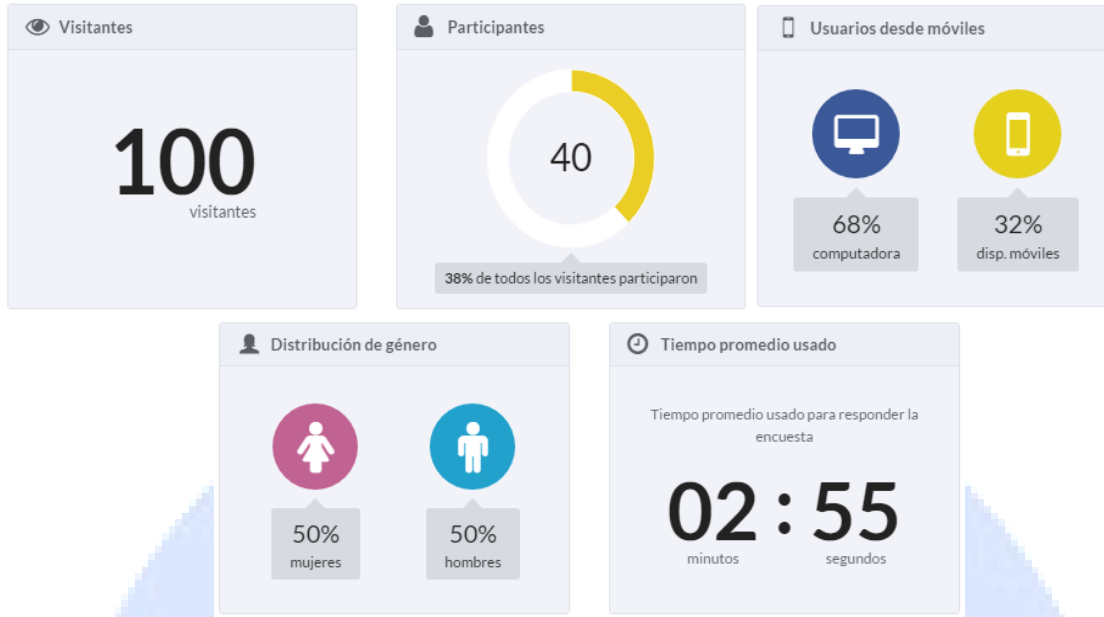 Visitantes
100
visitantes
Participantes
40
38% de todos los visitantes participaron
Usuarios desde móviles
68%
computadora
32%
disp. móviles
Distribución de género
50%
mujeres
50%
hombres
Tiempo promedio usado
Tiempo promedio usado para responder la
encuesta
02 : 55
minutos segundos